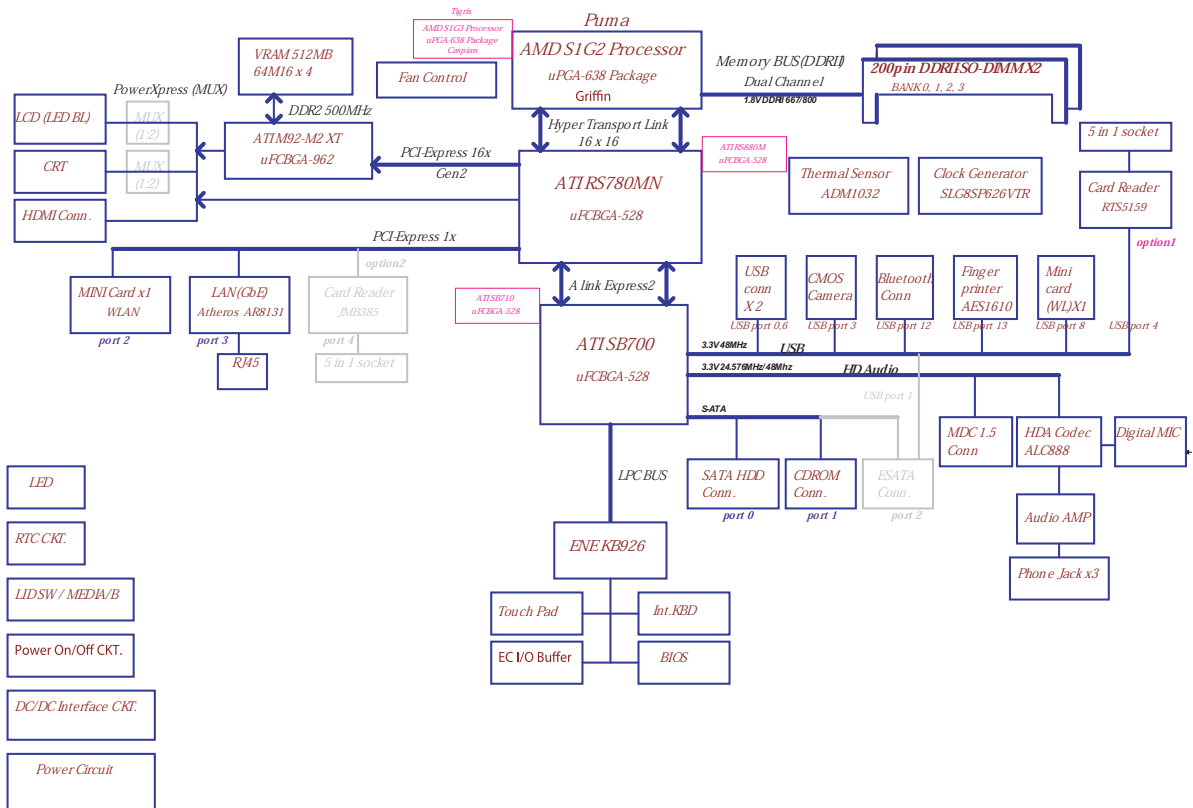 Tigris
Puma
AMD S1G3 Processor
uPGA-638 Package
Caspian
AMD S1G2 Processor
uPGA-638 Package
Griffin
VRAM 512MB
64M16 x 4
Fan Control
Memory BUS(DDRII)
Dual Channel
1.8V DDRII 667/800
200pin DDRII-SO-DIMM X2
BANK 0, 1, 2, 3
PowerXpress (MUX)
DDR2 500MHz
Hyper Transport Link
16 x 16
LCD (LED BL)
MUX
(1:2)
ATI M92-M2 XT
uFCBGA-962
5 in 1 socket
CRT
MUX
(1:2)
PCI-Express 16x
Gen2
ATI RS780MN
uFCBGA-528
ATI RS880M
uFCBGA-528
Thermal Sensor
ADM1032
Clock Generator
SLG8SP626VTR
Card Reader
RTS5159
option1
HDMI Conn.
PCI-Express 1x
option2
MINI Card x1
WLAN
port 2
LAN(GbE)
Atheros AR8131
port 3
RJ45
Card Reader
JMB385
port 4
5 in 1 socket
A link Express2
ATI SB710
uFCBGA-528
ATI SB700
uFCBGA-528
USB
conn
X 2
USB port 0,6
CMOS
Camera
USB port 3
Bluetooth
Conn
USB port 12
Finger
printer
AES1610
USB port 13
Mini
card
(WL)X1
USB port 8
USB port 4
3.3V 48MHz
USB
3.3V 24.576MHz/48Mhz
HD Audio
USB port 1
S-ATA
MDC 1.5
Conn
HDA Codec
ALC888
Digital MIC
SATA HDD
Conn.
port 0
CDROM
Conn.
port 1
ESATA
Conn.
port 2
LPC BUS
Audio AMP
Phone Jack x3
ENE KB926
Touch Pad
Int.KBD
EC I/O Buffer
BIOS
LED
RTC CKT.
LID SW / MEDIA/B
Power On/Off CKT.
DC/DC Interface CKT.
Power Circuit